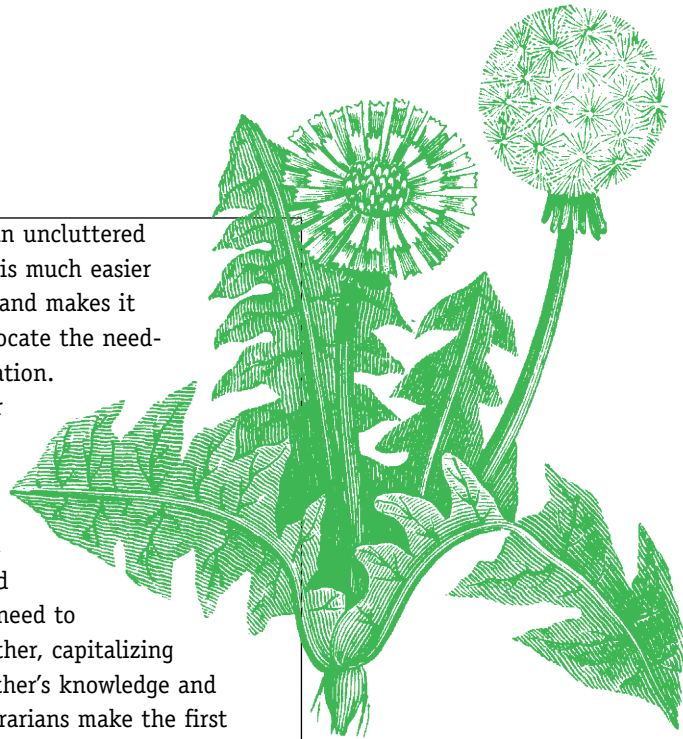 n uncluttered
is much easier
and makes it
ocate the need-
ation.
r
d
need to
ther, capitalizing
ther's knowledge and
rarians make the first